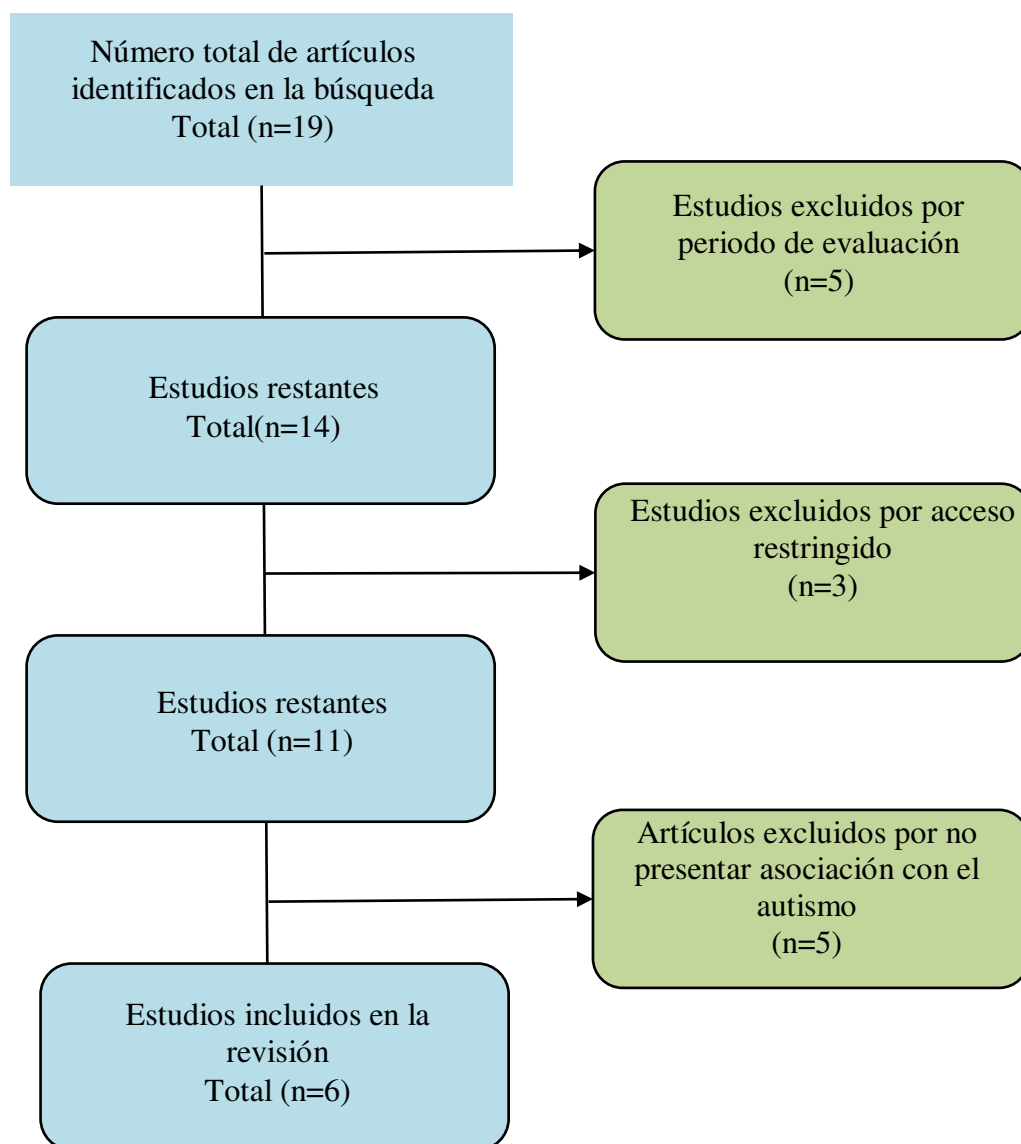 Número total de artículos
identificados en la búsqueda
Total (n=19)
Estudios excluidos por
periodo de evaluación
(n=5)
Estudios restantes
Total(n=14)
Estudios excluidos por acceso
restringido
(n=3)
Estudios restantes
Total (n=11)
Artículos excluidos por no
presentar asociación con el
autismo
(n=5)
Estudios incluidos en la
revisión
Total (n=6)